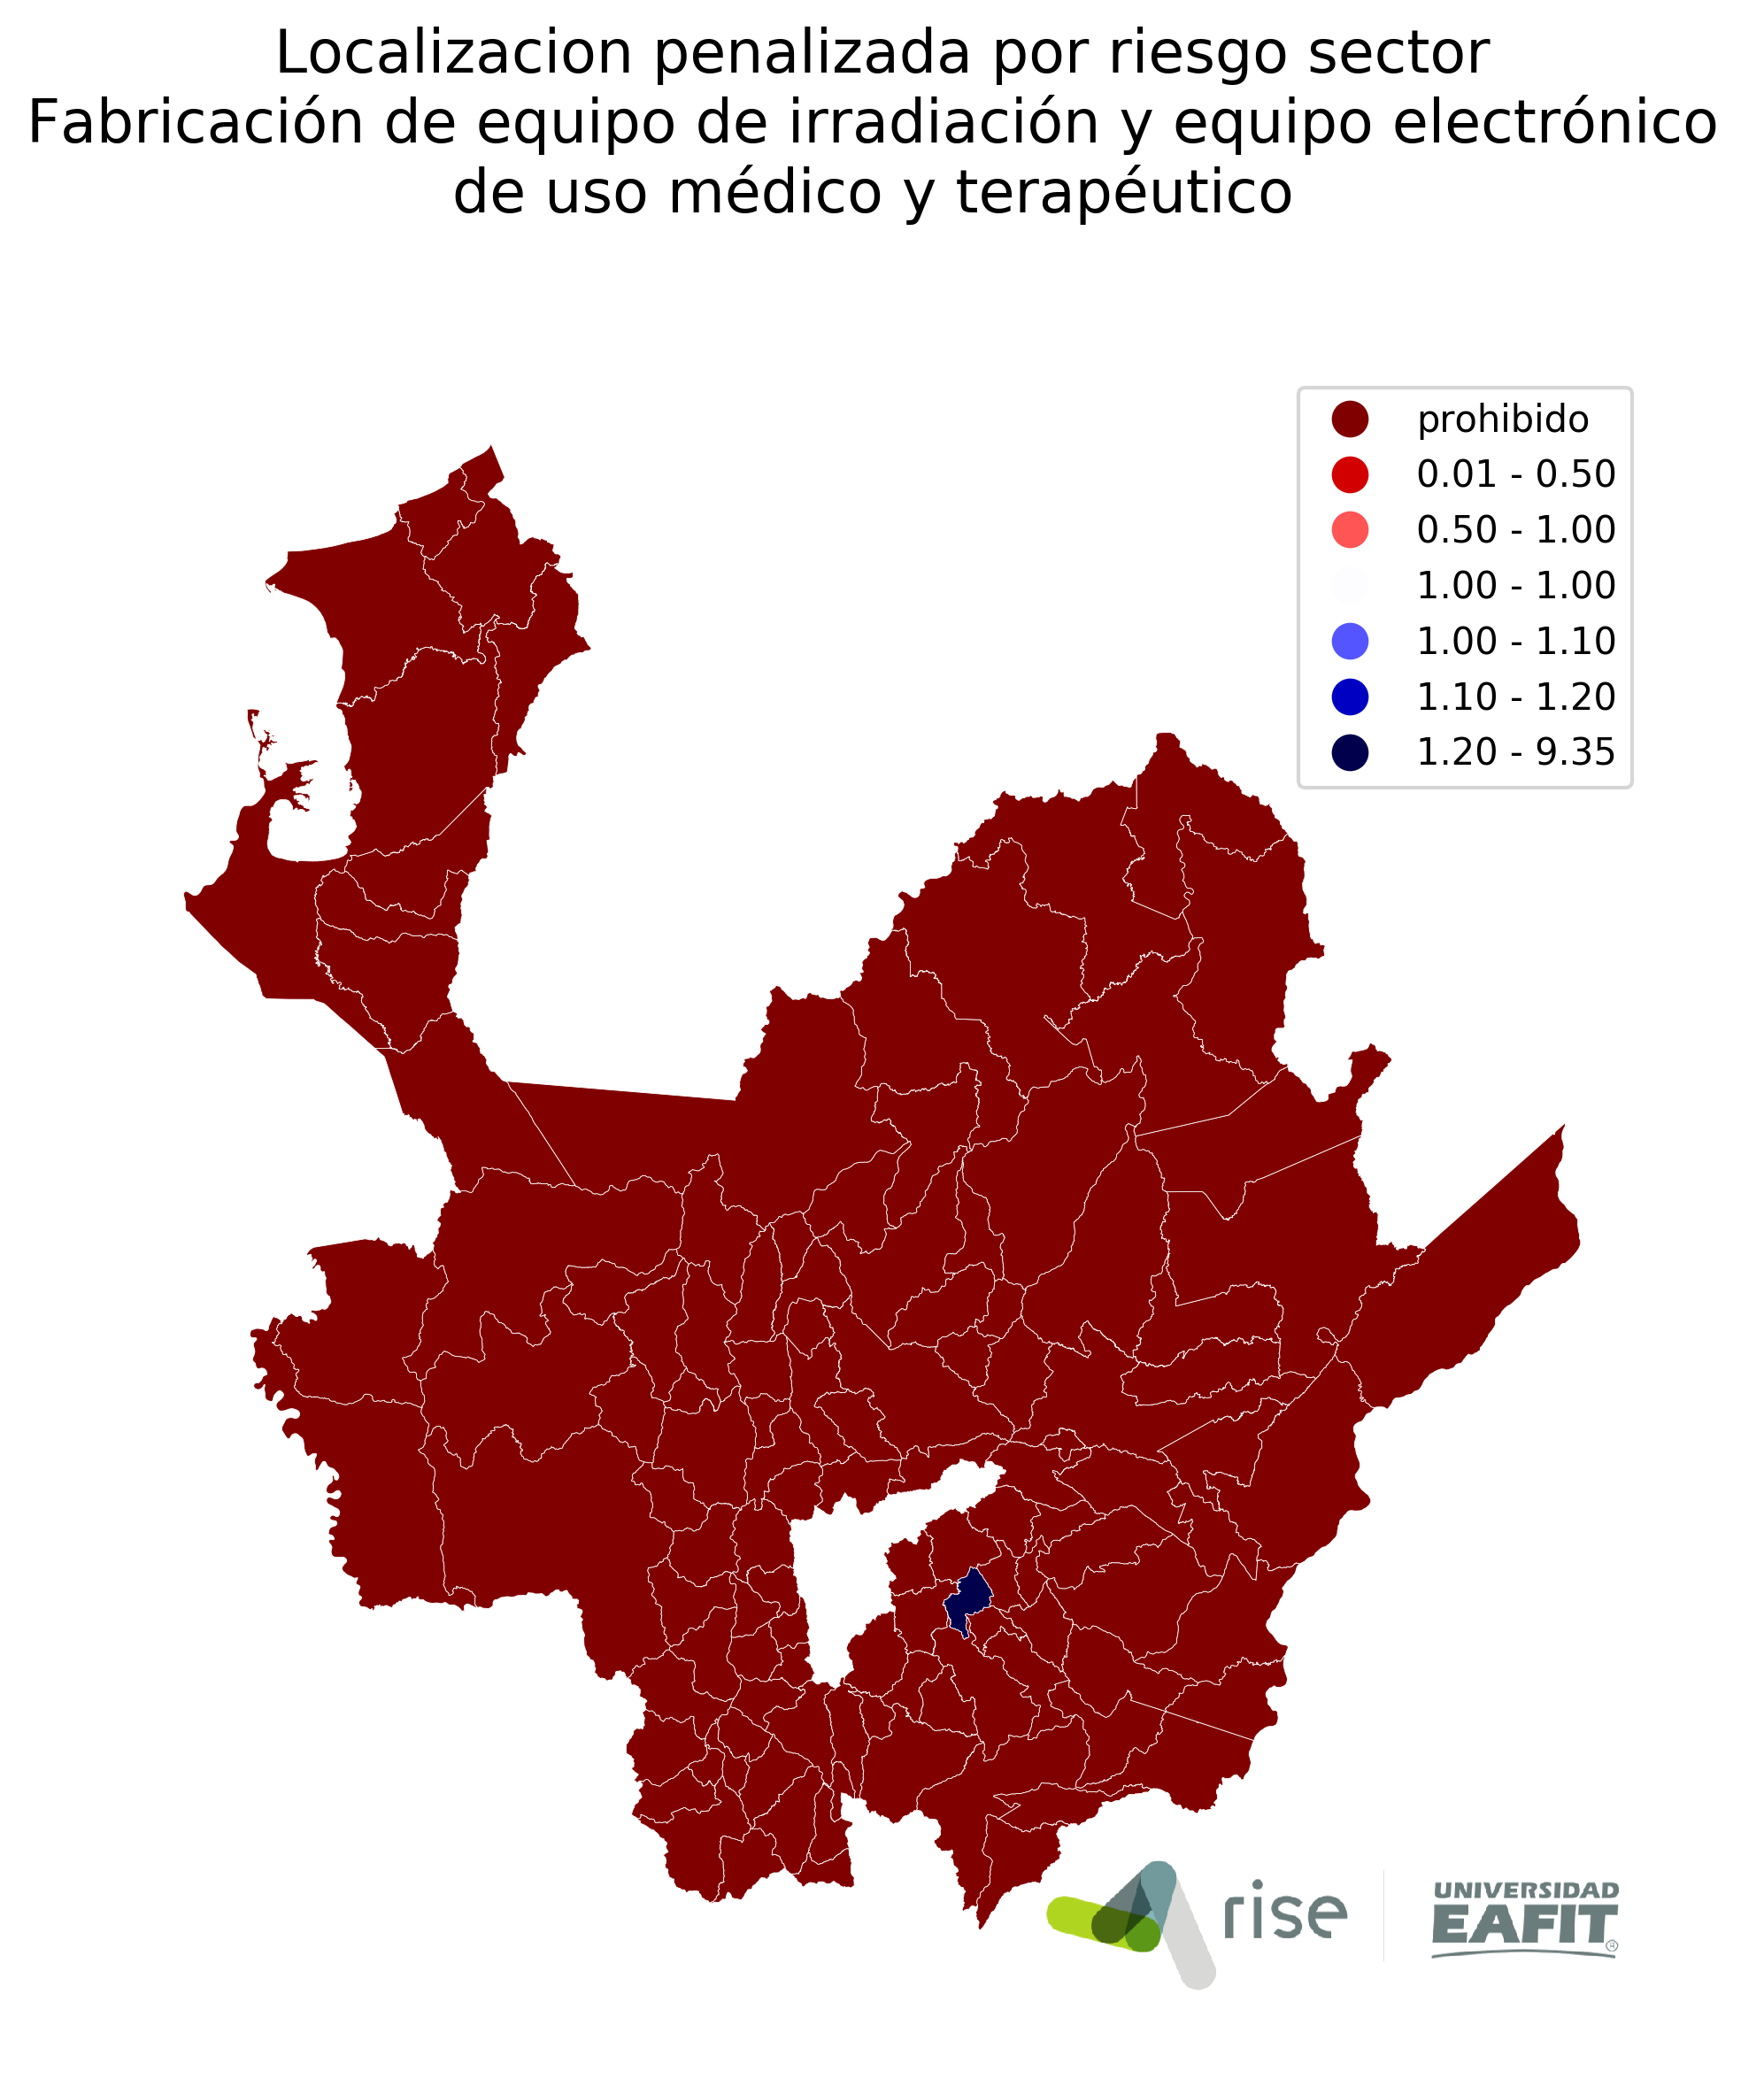 Localizacion penalizada por riesgo sector
Fabricación de equipo de irradiación y equipo electrónico
de uso médico y terapéutico
prohibido
0.01 - 0.50
0.50 - 1.00
1.00 - 1.00
1.00 - 1.10
1.10 - 1.20
1.20 - 9.35
rise
UNIVERSIDAD
EAFIT
®